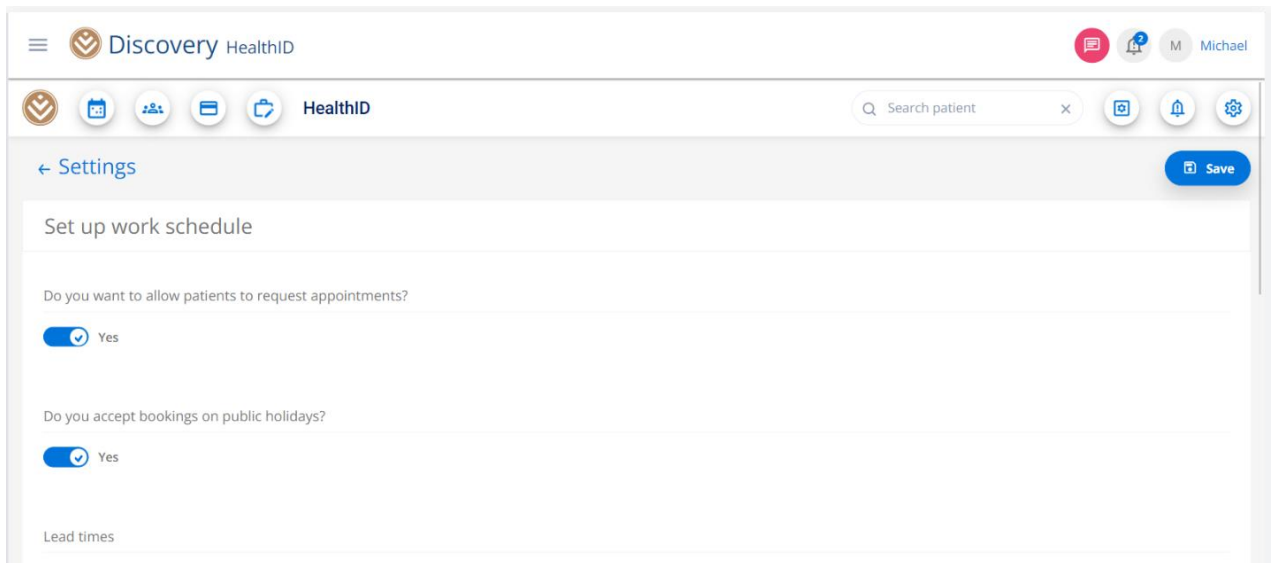 Discovery HealthID
2
M Michael
HealthID
Search patient
← Settings
Save
Set up work schedule
Do you want to allow patients to request appointments?
Yes
Do you accept bookings on public holidays?
Yes
Lead times